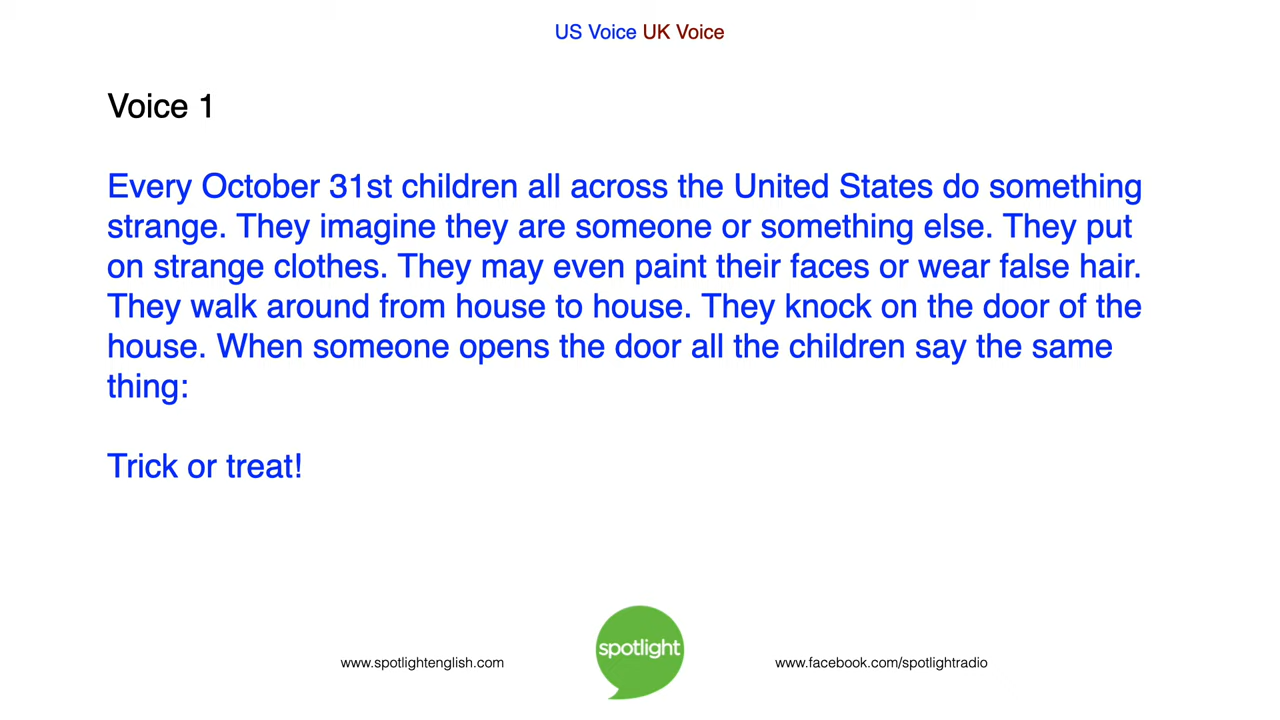 US Voice UK Voice
Voice 1
Every October 31st children all across the United States do something
strange. They imagine they are someone or something else. They put
on strange clothes. They may even paint their faces or wear false hair.
They walk around from house to house. They knock on the door of the
house. When someone opens the door all the children say the same
thing:
Trick or treat!
spotlight
www.spotlightenglish.com
www.facebook.com/spotlightradio